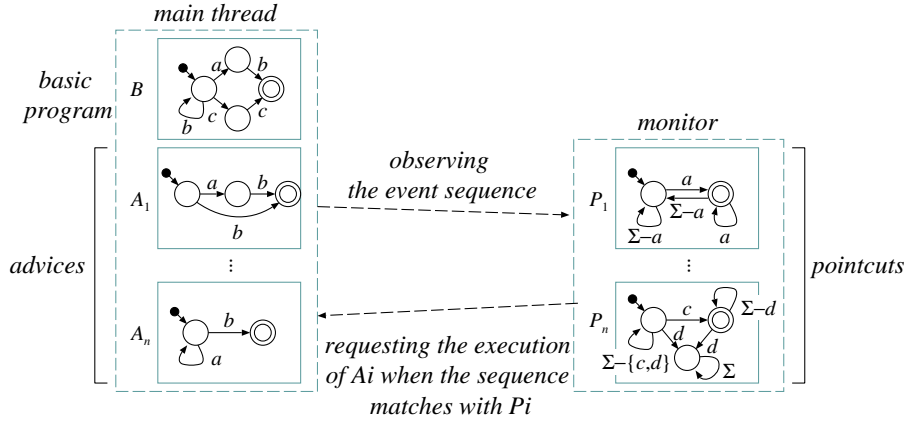 main thread
basic
program
B
a
b
b
c
c
advices
A1
a
b
b
⋮
An
b
a
observing
the event sequence
requesting the execution
of Ai when the sequence
matches with Pi
monitor
P1
a
Σ−a
Σ−a
a
⋮
Pn
c
Σ−d
d
d
Σ−{c,d}
Σ
pointcuts